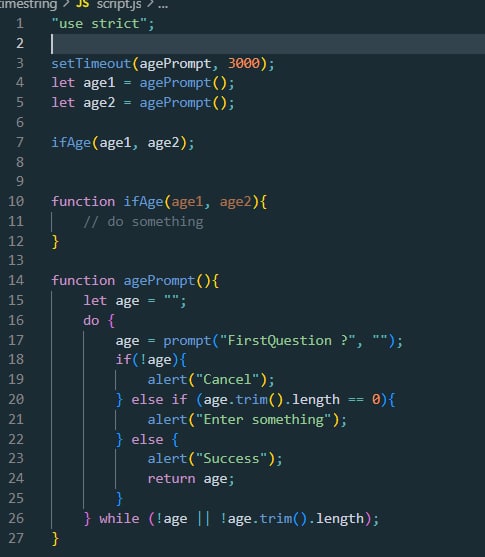 timestring > JS script.js > ...
1 "use strict";
2
3 setTimeout(agePrompt, 3000);
4 let age1 = agePrompt();
5 let age2 = agePrompt();
6
7 ifAge(age1, age2);
8
9
10 function ifAge(age1, age2){
11     // do something
12 }
13
14 function agePrompt(){
15     let age = "";
16     do {
17         age = prompt("FirstQuestion ?", "");
18         if(!age){
19             alert("Cancel");
20         } else if (age.trim().length == 0){
21             alert("Enter something");
22         } else {
23             alert("Success");
24             return age;
25         }
26     } while (!age || !age.trim().length);
27 }